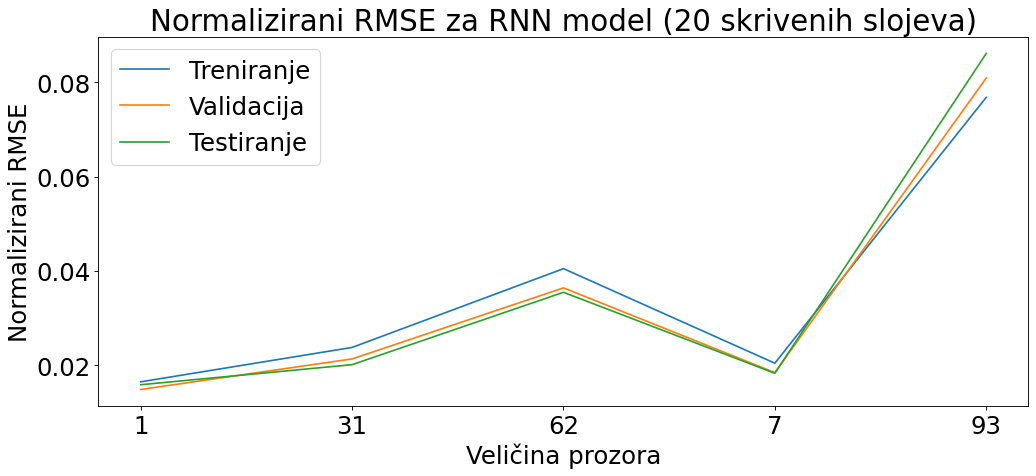 Normalizirani RMSE za RNN model (20 skrivenih slojeva)
Treniranje
Validacija
Testiranje
Normalizirani RMSE
0.08
0.06
0.04
0.02
1 31 62 7 93
Veličina prozora